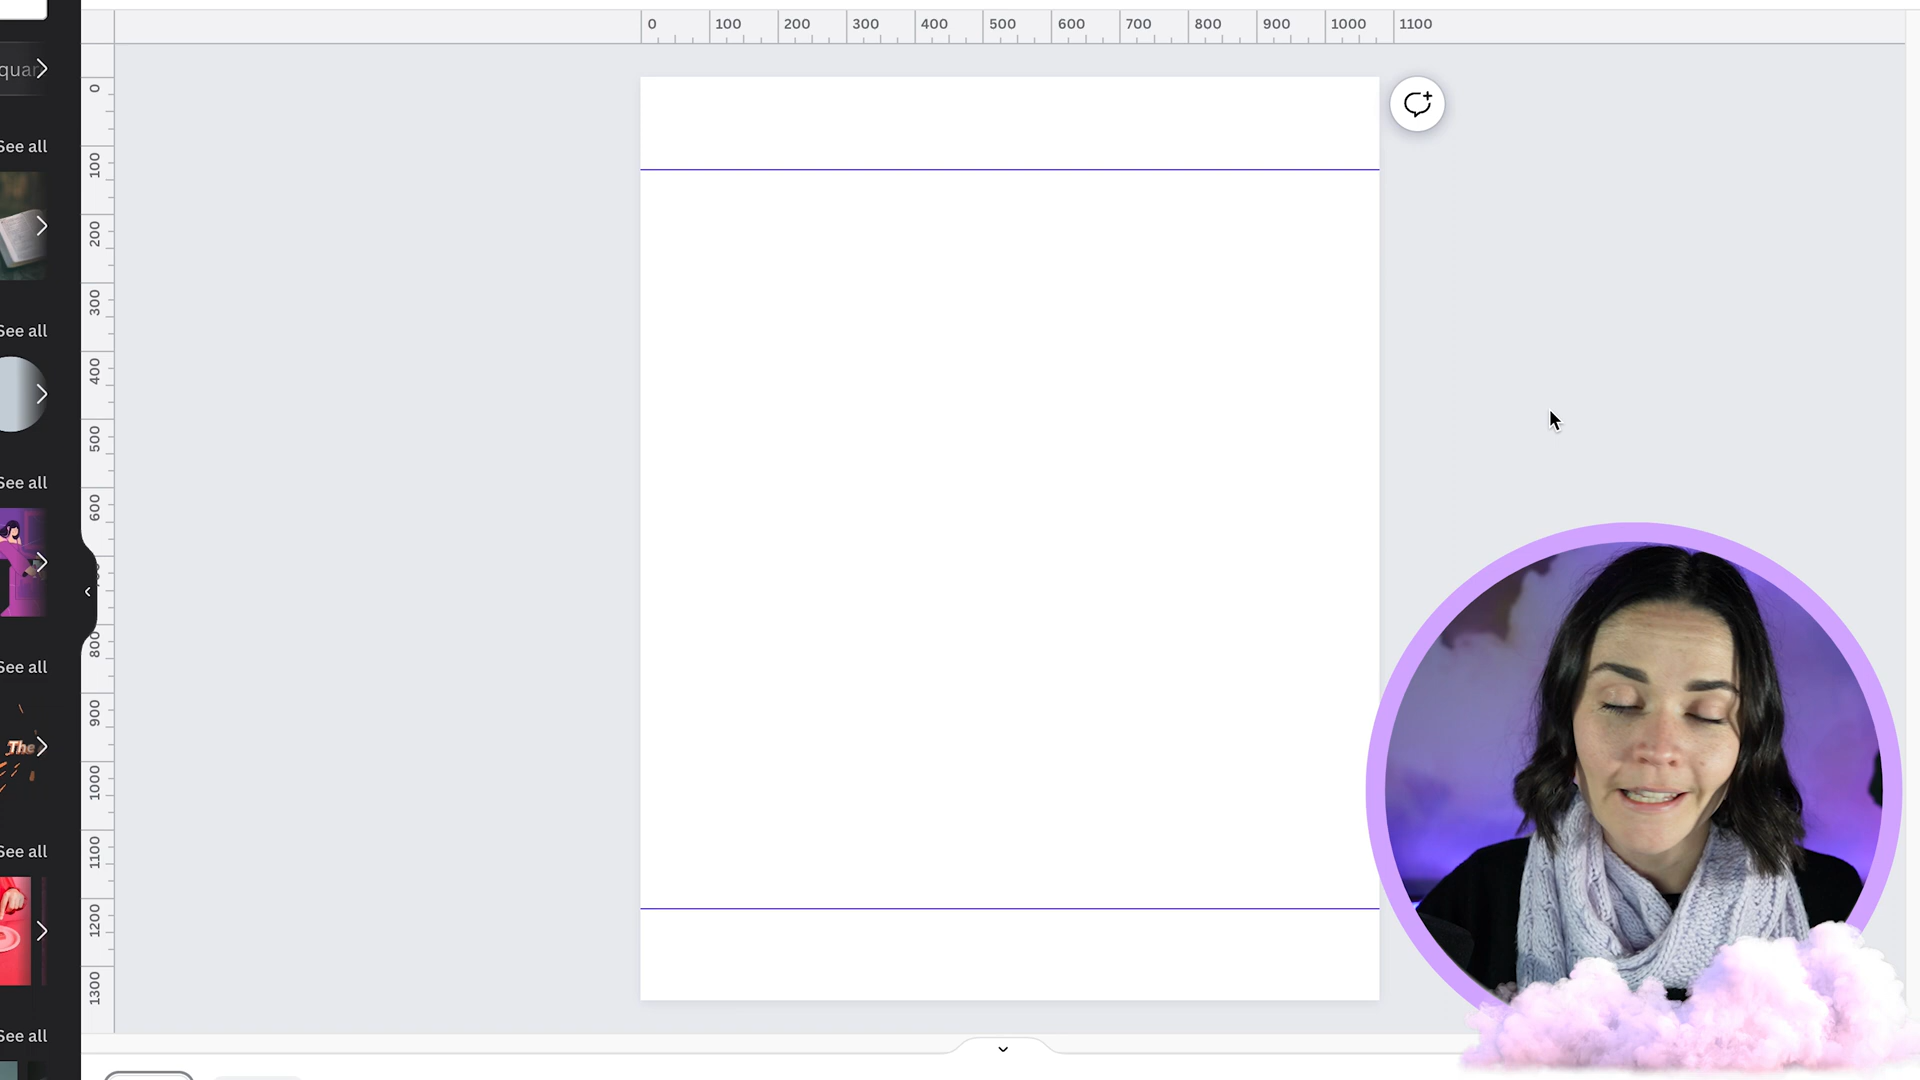 0 100 200 300 400 500 600 700 800 900 1000 1100
quar
See all
See all
See all
See all
The
See all
See all
0
100
200
300
400
500
600
800
900
1000
1100
1200
1300